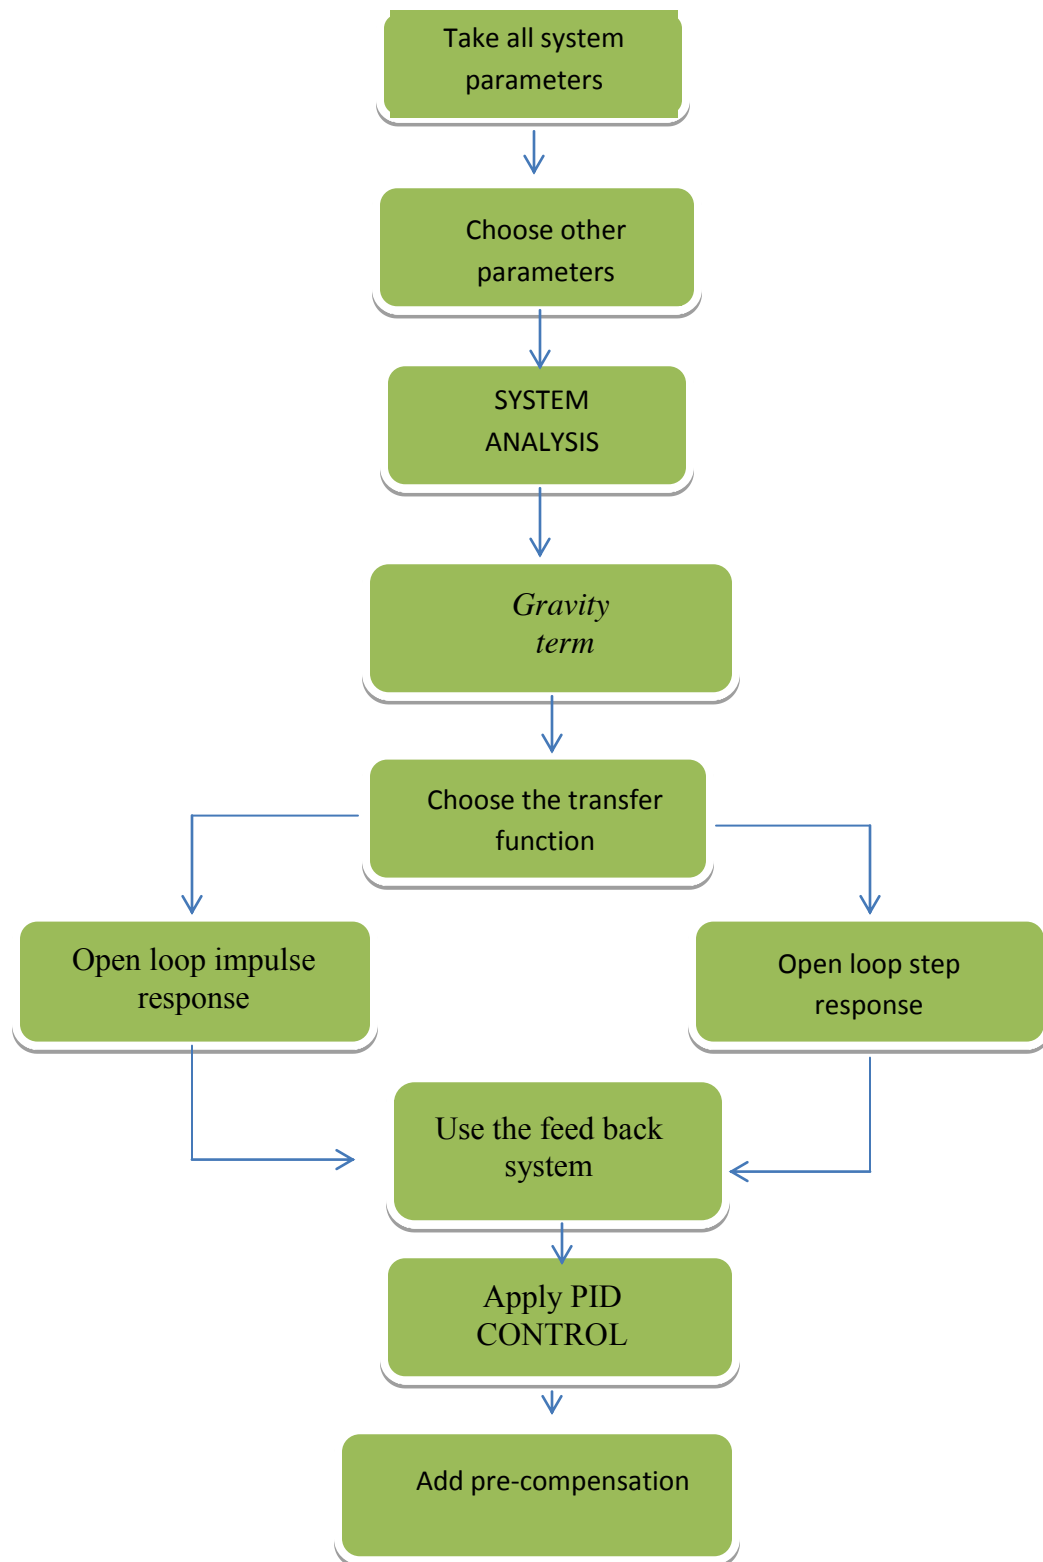 Take all system
parameters
Choose other
parameters
SYSTEM
ANALYSIS
Gravity
term
Choose the transfer
function
Open loop impulse
response
Open loop step
response
Use the feed back
system
Apply PID
CONTROL
Add pre-compensation